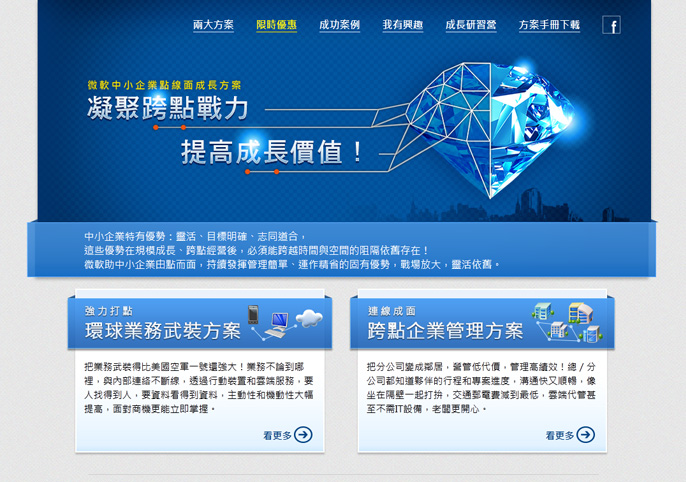 兩大方案 限時優惠 成功案例 我有興趣 成長研習營 方案手冊下載 f
微軟中小企業點線面成長方案
凝聚跨點戰力
提高成長價值！
中小企業特有優勢：靈活、目標明確、志同道合，
這些優勢在規模成長、跨點經營後，必須能跨越時間與空間的阻隔依舊存在！
微軟助中小企業由點而面，持續發揮管理簡單、運作精省的固有優勢，戰場放大，靈活依舊。
強力打點
環球業務武裝方案
把業務武裝得比美國空軍一號還強大！業務不論到哪
裡，與內部連絡不斷線，透過行動裝置和雲端服務，要
人找得到人，要資料看得到資料，主動性和機動性大幅
提高，面對商機更能立即掌握。
看更多
連線成面
跨點企業管理方案
把分公司變成鄰居，營管低代價，管理高績效！總/分
公司都知道夥伴的行程和專案進度，溝通快又順暢，像
坐在隔壁一起打拚，交通郵電費減到最低，雲端代管甚
至不需IT設備，老闆更開心。
看更多